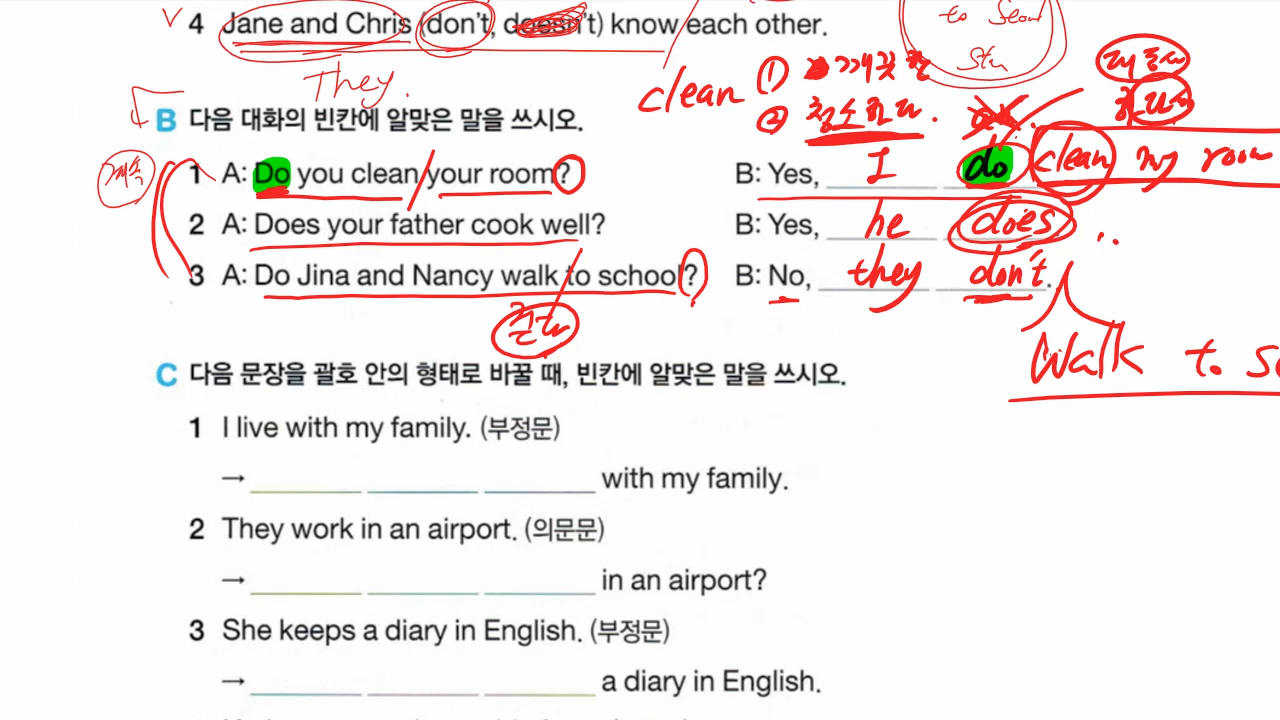 4 Jane and Chris (don't, doesn't) know each other.
to Seoul
They.
clean ① 깨끗한
② 청소한다.
B 다음 대화의 빈칸에 알맞은 말을 쓰시오.
계속
1 A: Do you clean / your room? B: Yes, I do clean my room
2 A: Does your father cook well? B: Yes, he does
3 A: Do Jina and Nancy walk to school? B: No, they don't.
walk to sc
C 다음 문장을 괄호 안의 형태로 바꿀 때, 빈칸에 알맞은 말을 쓰시오.
1 I live with my family. (부정문)
→ with my family.
2 They work in an airport. (의문문)
→ in an airport?
3 She keeps a diary in English. (부정문)
→ a diary in English.